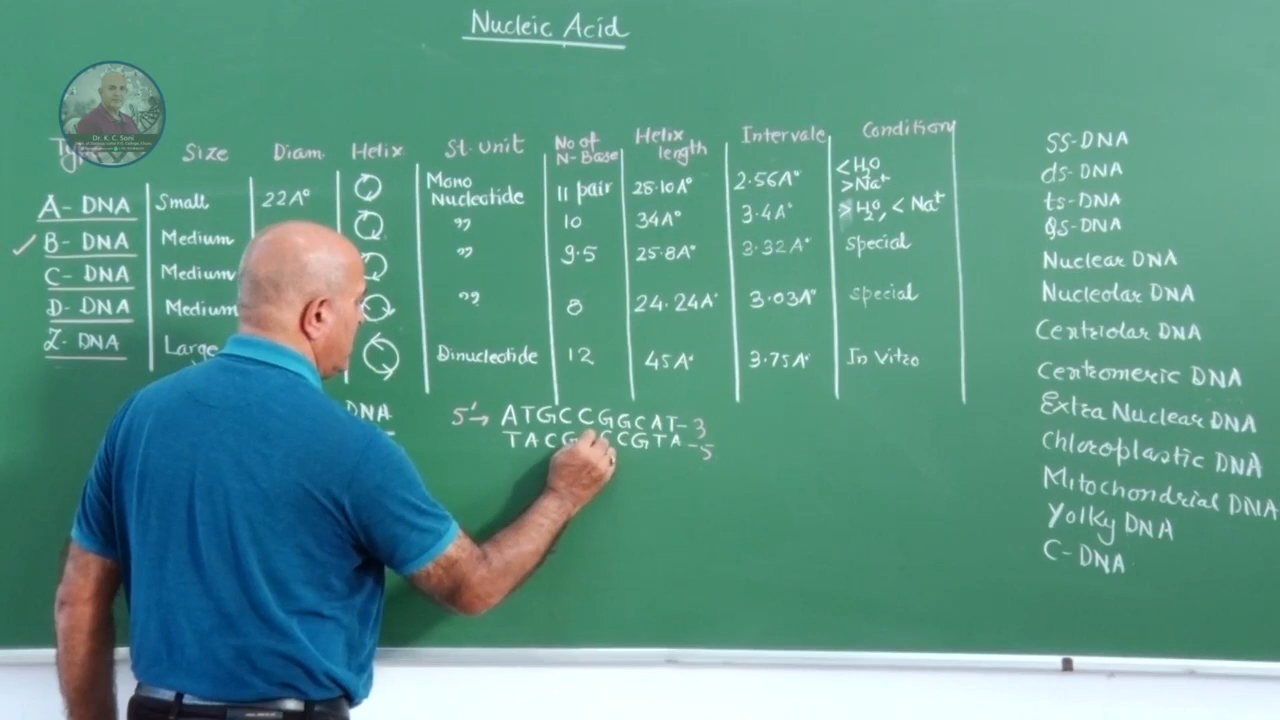 Nucleic Acid
Dr. K. C. Soni
Size Diam. Helix St. Unit No of N-Base Helix length Intervale Condition
A- DNA Small 22A° Mono Nucleotide 11 pair 28.10A° 2.56A° <H2O >Na+
B- DNA Medium " 10 34A° 3.4A° >H2O, < Na+
C- DNA Medium " 9.5 25.8A° 3.32A° special
D- DNA Medium " 8 24.24A° 3.03A° special
Z- DNA Large Dinucleotide 12 45A° 3.75A° In Vitro
DNA
5'→ ATGCCGGCAT-3
TACG CGTA-5
SS-DNA
ds-DNA
ts-DNA
QS-DNA
Nuclear DNA
Nucleolar DNA
Centriolar DNA
Centromeric DNA
Extra Nuclear DNA
Chloroplastic DNA
Mitochondrial DNA
Yolky DNA
C-DNA